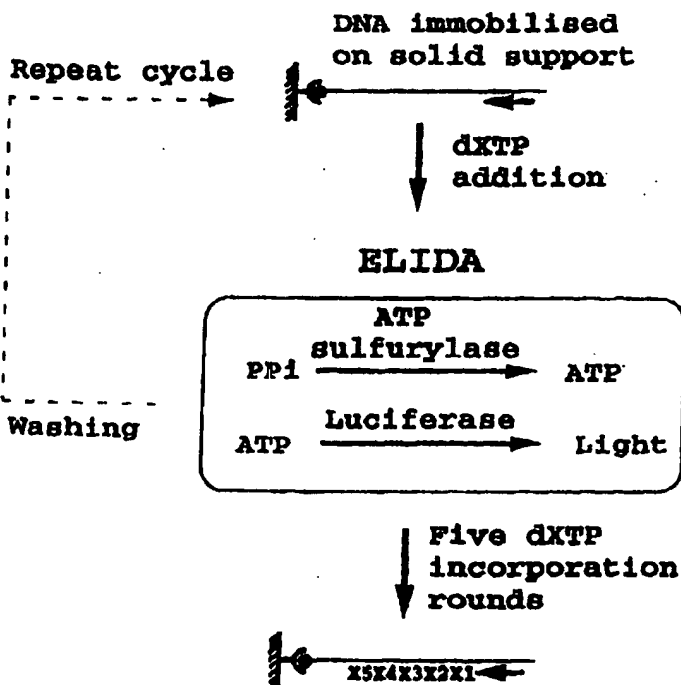 DNA immobilised
on solid support
Repeat cycle
dXTP
addition
ELIDA
ATP
sulfurylase
PPi
ATP
Luciferase
ATP
Light
Washing
Five dXTP
incorporation
rounds
X5X4X3X2X1